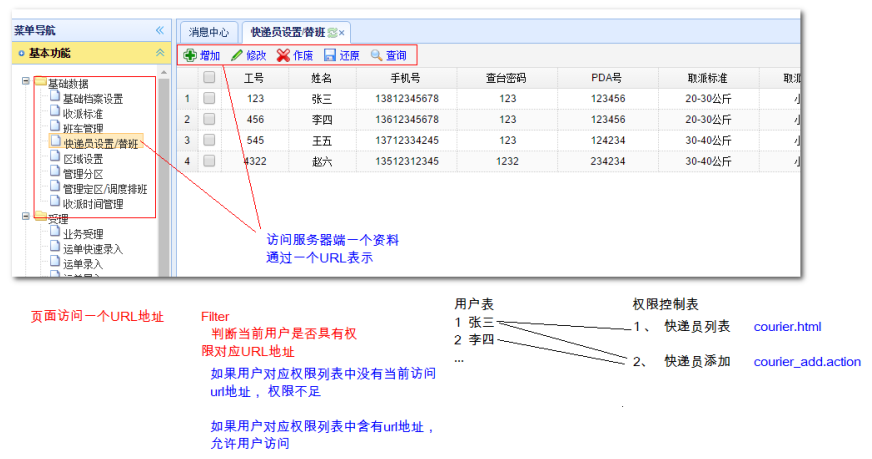 菜单导航
基本功能
基础数据
基础档案设置
收派标准
班车管理
快递员设置/替班
区域设置
管理分区
管理定区/调度排班
收派时间管理
受理
业务受理
运单快速录入
运单录入
消息中心 快递员设置/替班
增加 修改 作废 还原 查询
工号 姓名 手机号 查台密码 PDA号 取派标准 取派
1 123 张三 13812345678 123 123456 20-30公斤 小
2 456 李四 13612345678 123 123456 20-30公斤 小
3 545 王五 13712334245 123 124234 30-40公斤 小
4 4322 赵六 13512312345 1232 234234 30-40公斤 小
访问服务器端一个资料
通过一个URL表示
页面访问一个URL地址
Filter
判断当前用户是否具有权
限对应URL地址
如果用户对应权限列表中没有当前访问
url地址，权限不足
如果用户对应权限列表中含有url地址，
允许用户访问
用户表
1 张三
2 李四
...
权限控制表
1、 快递员列表 courier.html
2、 快递员添加 courier_add.action